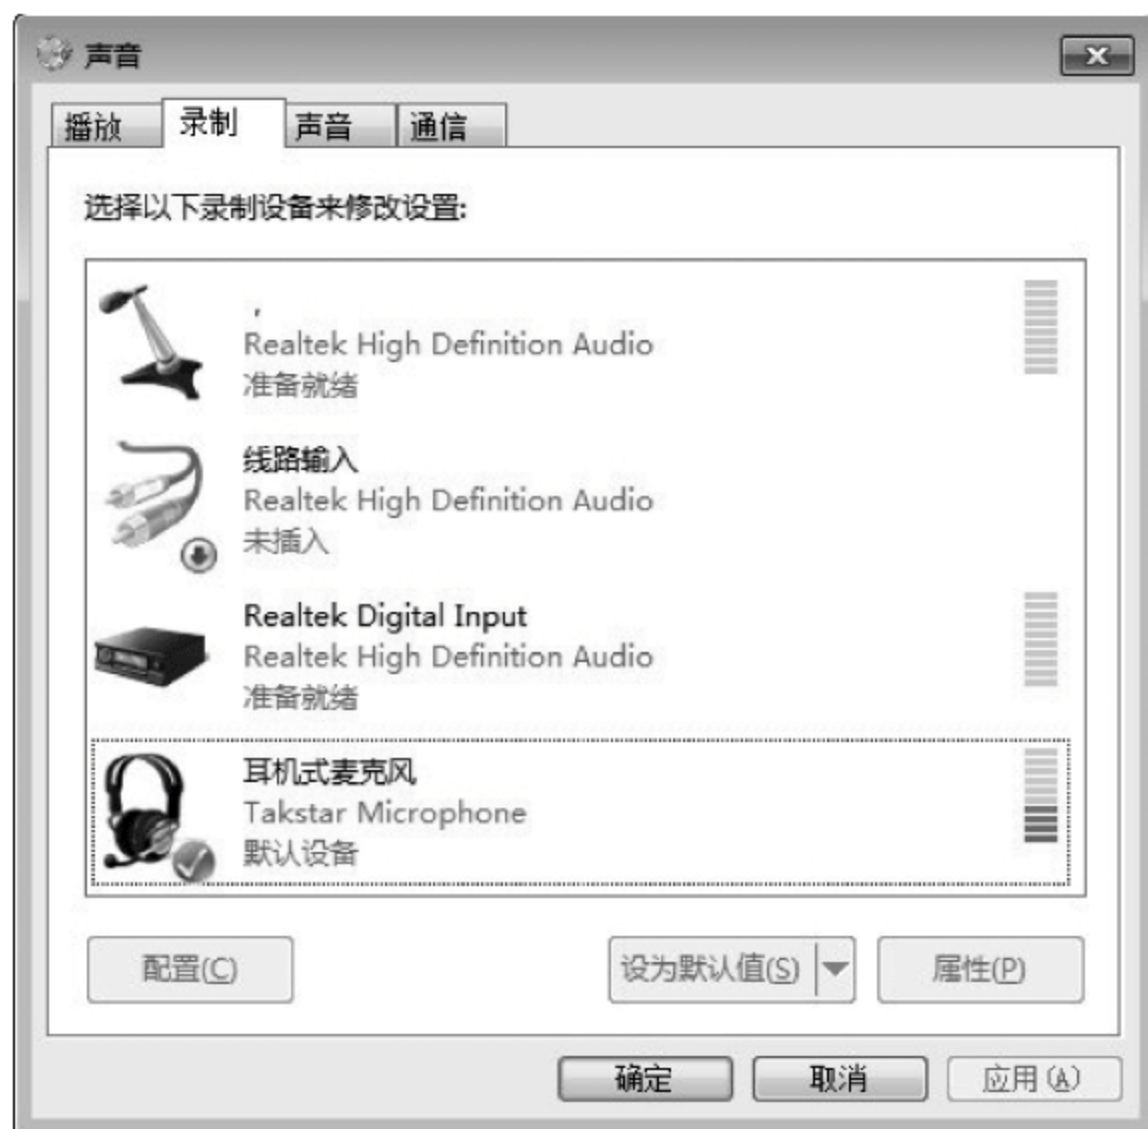 声音
播放 录制 声音 通信
选择以下录制设备来修改设置:
,
Realtek High Definition Audio
准备就绪
线路输入
Realtek High Definition Audio
未插入
Realtek Digital Input
Realtek High Definition Audio
准备就绪
耳机式麦克风
Takstar Microphone
默认设备
配置(C) 设为默认值(S) 属性(P)
确定 取消 应用(A)